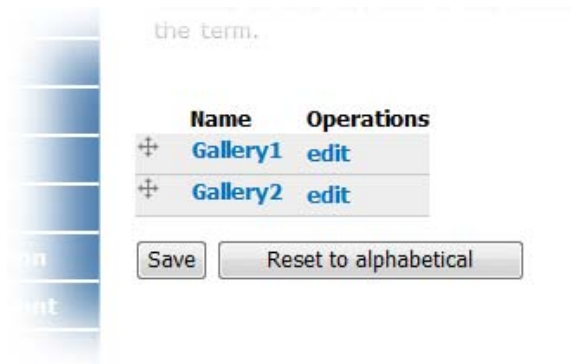 the term.
Name Operations
Gallery1 edit
Gallery2 edit
Save Reset to alphabetical